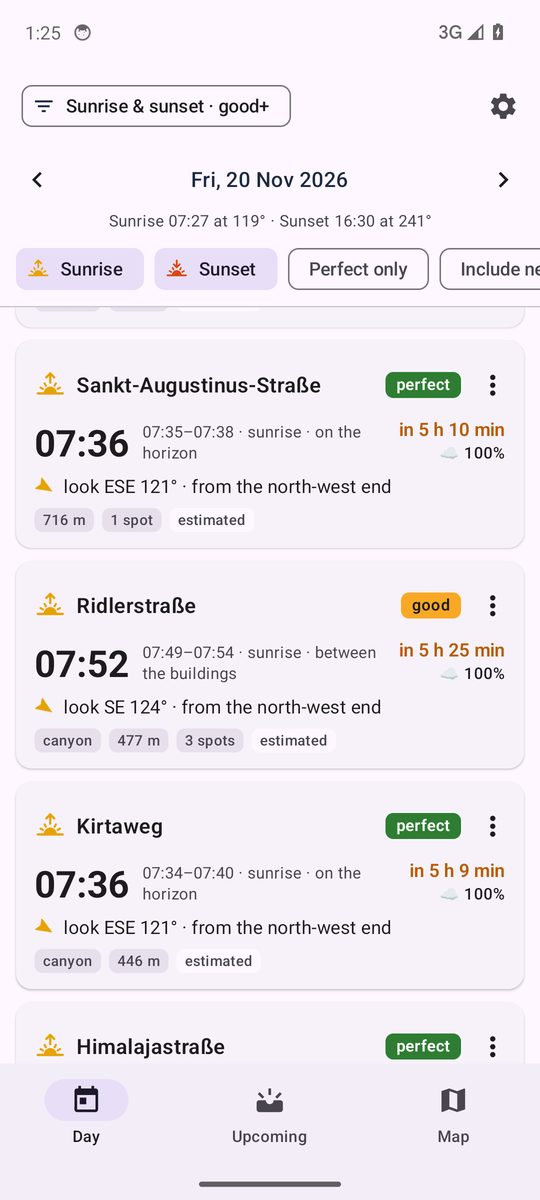 1:25
3G
Sunrise & sunset · good+
Fri, 20 Nov 2026
Sunrise 07:27 at 119° · Sunset 16:30 at 241°
Sunrise
Sunset
Perfect only
Include ne
Sankt-Augustinus-Straße
perfect
07:36
07:35–07:38 · sunrise · on the
horizon
in 5 h 10 min
100%
look ESE 121° · from the north-west end
716 m
1 spot
estimated
Ridlerstraße
good
07:52
07:49–07:54 · sunrise · between
the buildings
in 5 h 25 min
100%
look SE 124° · from the north-west end
canyon
477 m
3 spots
estimated
Kirtaweg
perfect
07:36
07:34–07:40 · sunrise · on the
horizon
in 5 h 9 min
100%
look ESE 121° · from the north-west end
canyon
446 m
estimated
Himalajastraße
perfect
Day
Upcoming
Map